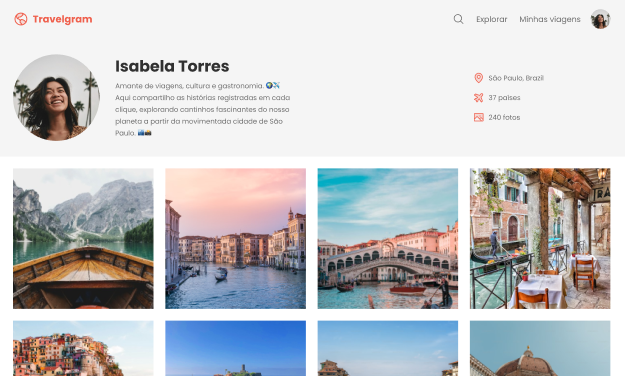 Travelgram
Explorar
Minhas viagens
Isabela Torres
Amante de viagens, cultura e gastronomia. 🌍✈️
Aqui compartilho as histórias registradas em cada
clique, explorando cantinhos fascinantes do nosso
planeta a partir da movimentada cidade de São
Paulo. 🏙️📸
São Paulo, Brazil
37 países
240 fotos